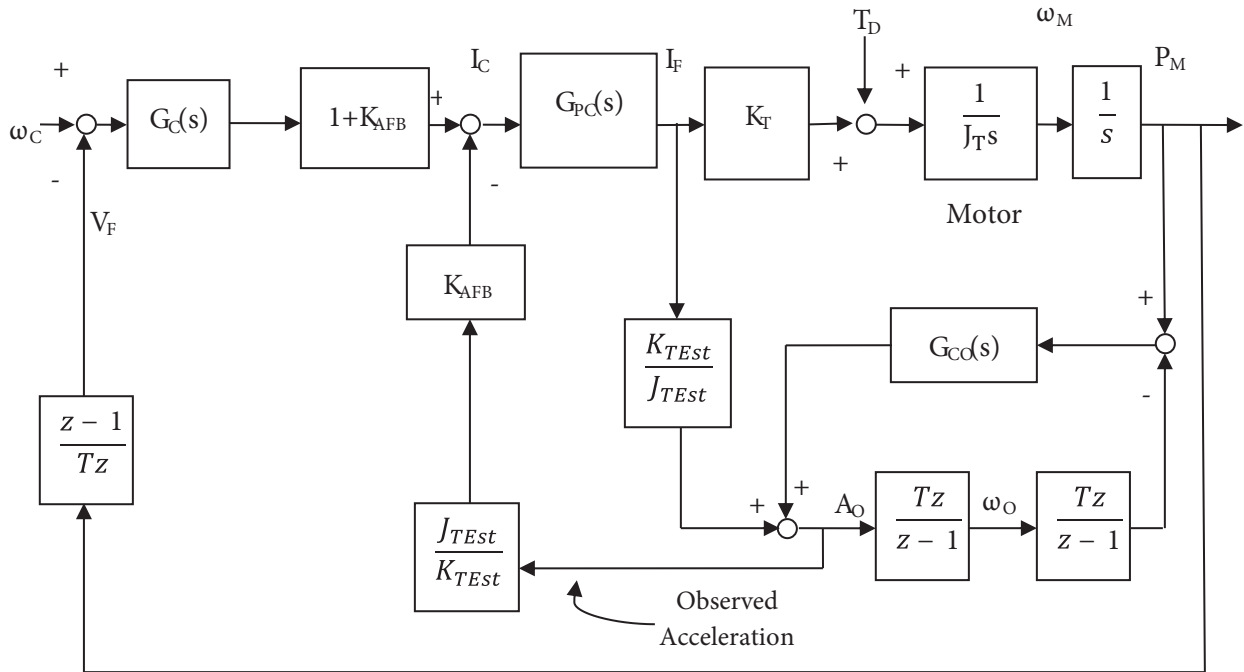 T_D
ω_M
+
I_C
I_F
+
P_M
ω_C
G_C(s)
1+K_AFB
+
G_PC(s)
K_T
1
J_T s
1
s
-
-
+
V_F
Motor
K_AFB
K_TEst
J_TEst
G_CO(s)
+
-
z − 1
Tz
+
+
A_O
Tz
z − 1
ω_O
Tz
z − 1
J_TEst
K_TEst
Observed
Acceleration